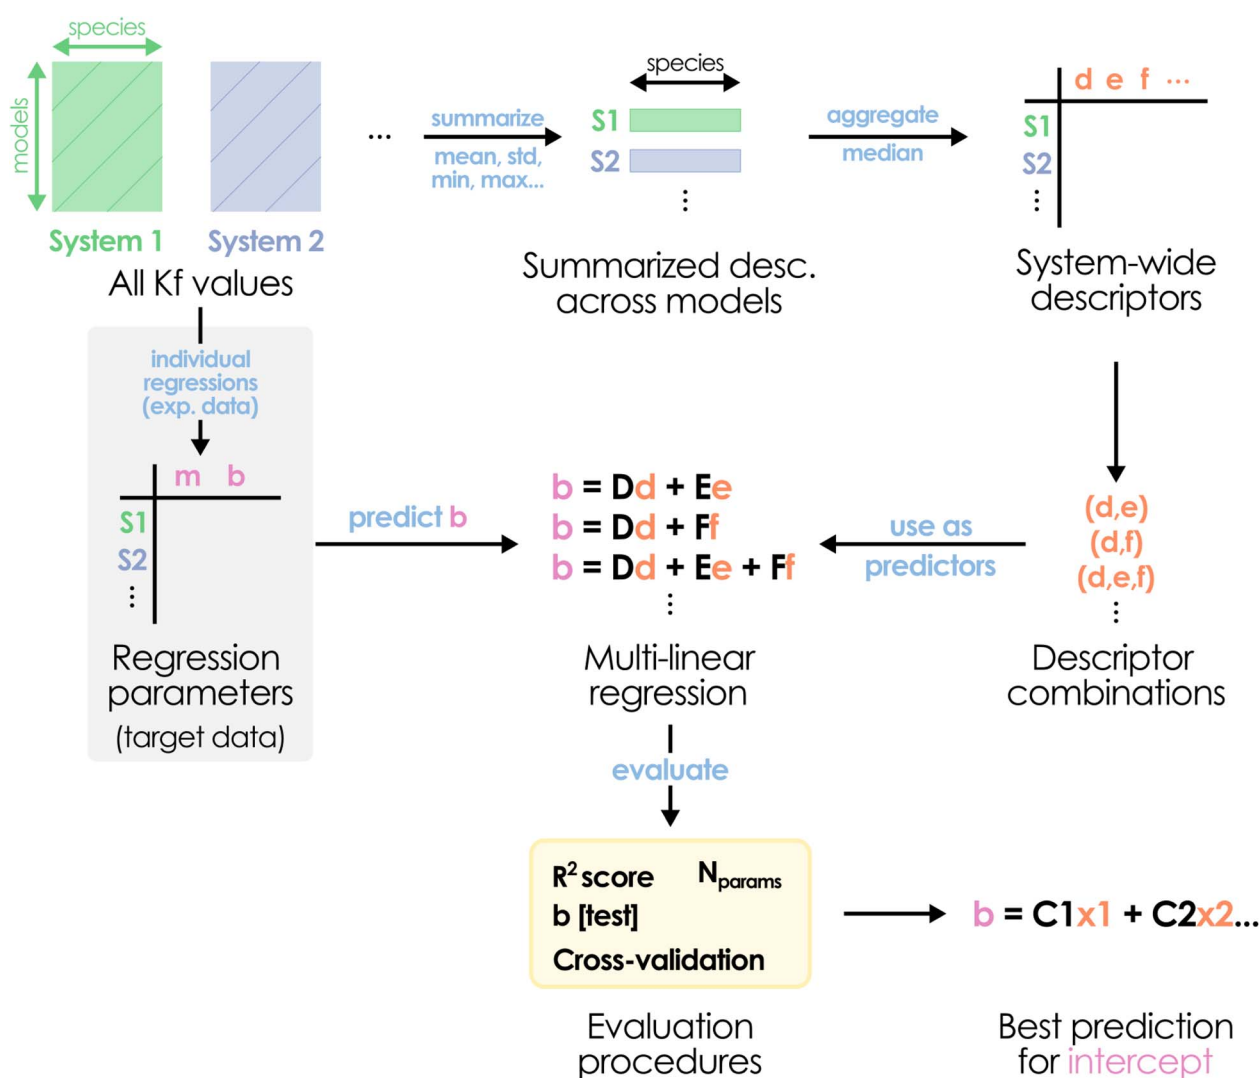 species
models
System 1
System 2
All Kf values
...
summarize
mean, std,
min, max...
species
S1
S2
⋮
Summarized desc.
across models
aggregate
median
d e f ...
S1
S2
⋮
System-wide
descriptors
individual
regressions
(exp. data)
m b
S1
S2
⋮
Regression
parameters
(target data)
predict b
b = Dd + Ee
b = Dd + Ff
b = Dd + Ee + Ff
⋮
Multi-linear
regression
use as
predictors
(d,e)
(d,f)
(d,e,f)
⋮
Descriptor
combinations
evaluate
R² score N_params
b [test]
Cross-validation
Evaluation
procedures
b = C1x1 + C2x2...
Best prediction
for intercept